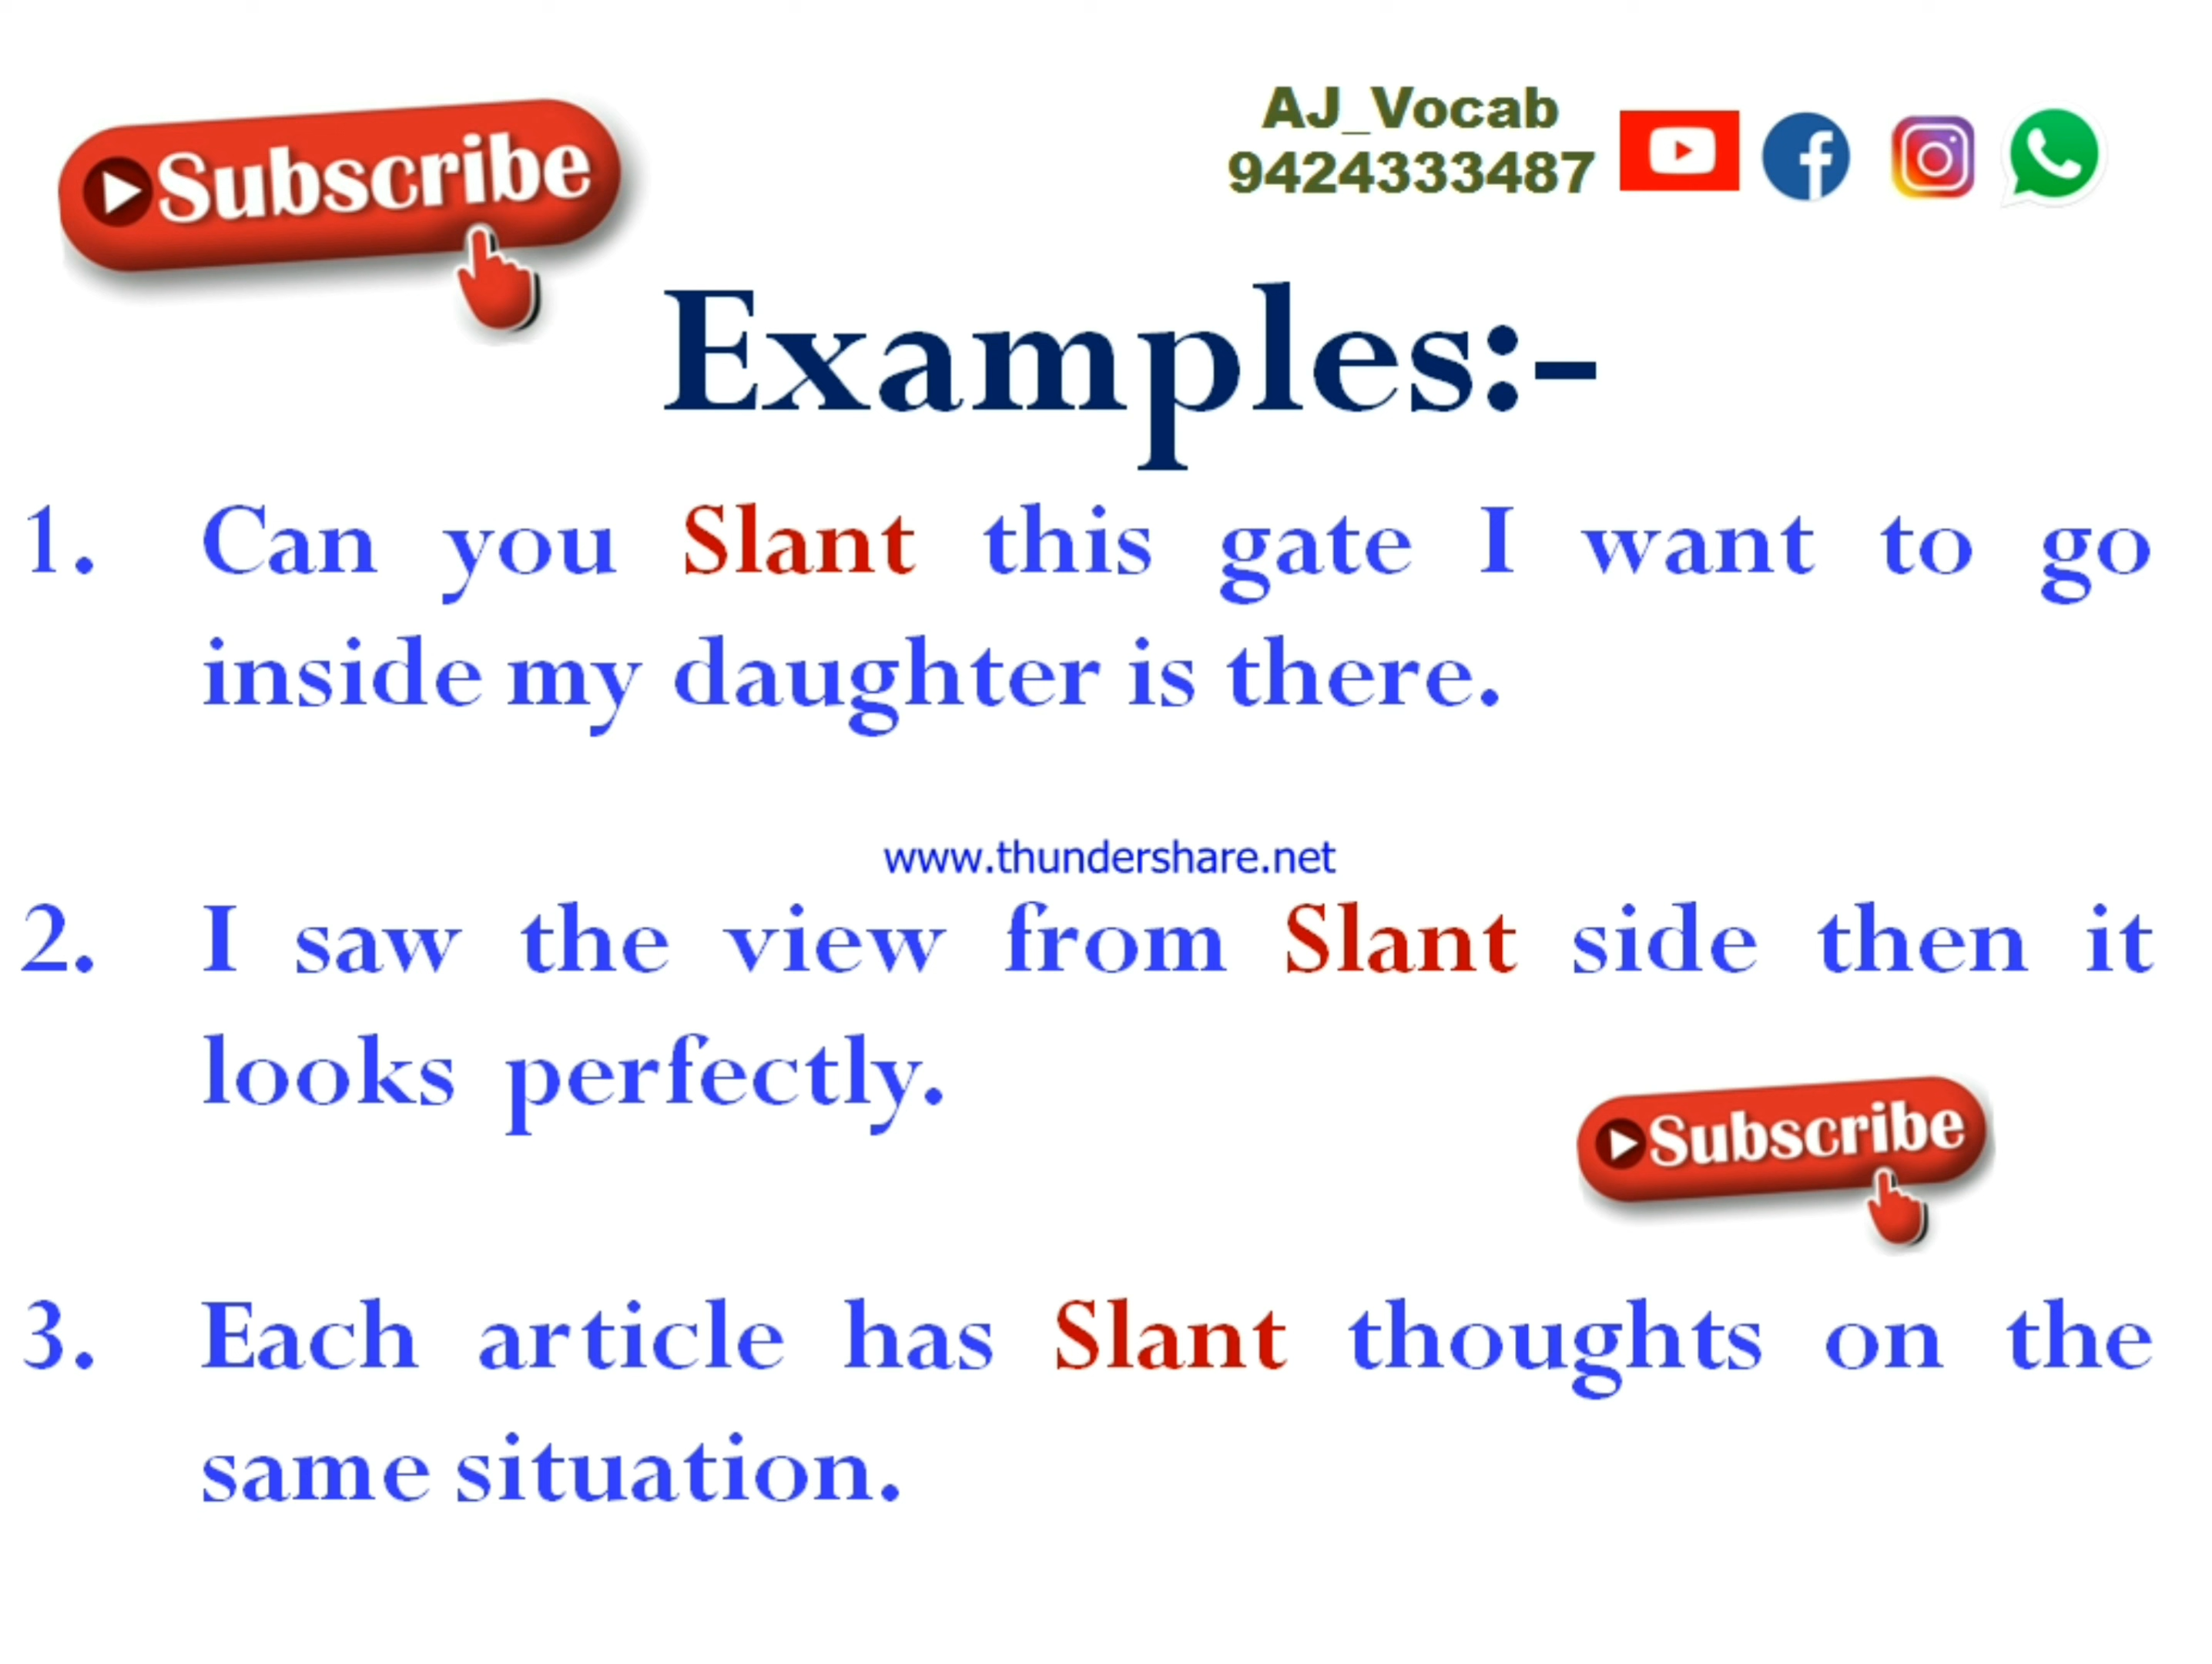 Subscribe
AJ_Vocab
9424333487
Examples:-
1. Can you Slant this gate I want to go
inside my daughter is there.
www.thundershare.net
2. I saw the view from Slant side then it
looks perfectly.
Subscribe
3. Each article has Slant thoughts on the
same situation.